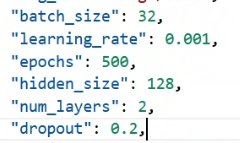 "batch_size": 32,
"learning_rate": 0.001,
"epochs": 500,
"hidden_size": 128,
"num_layers": 2,
"dropout": 0.2,